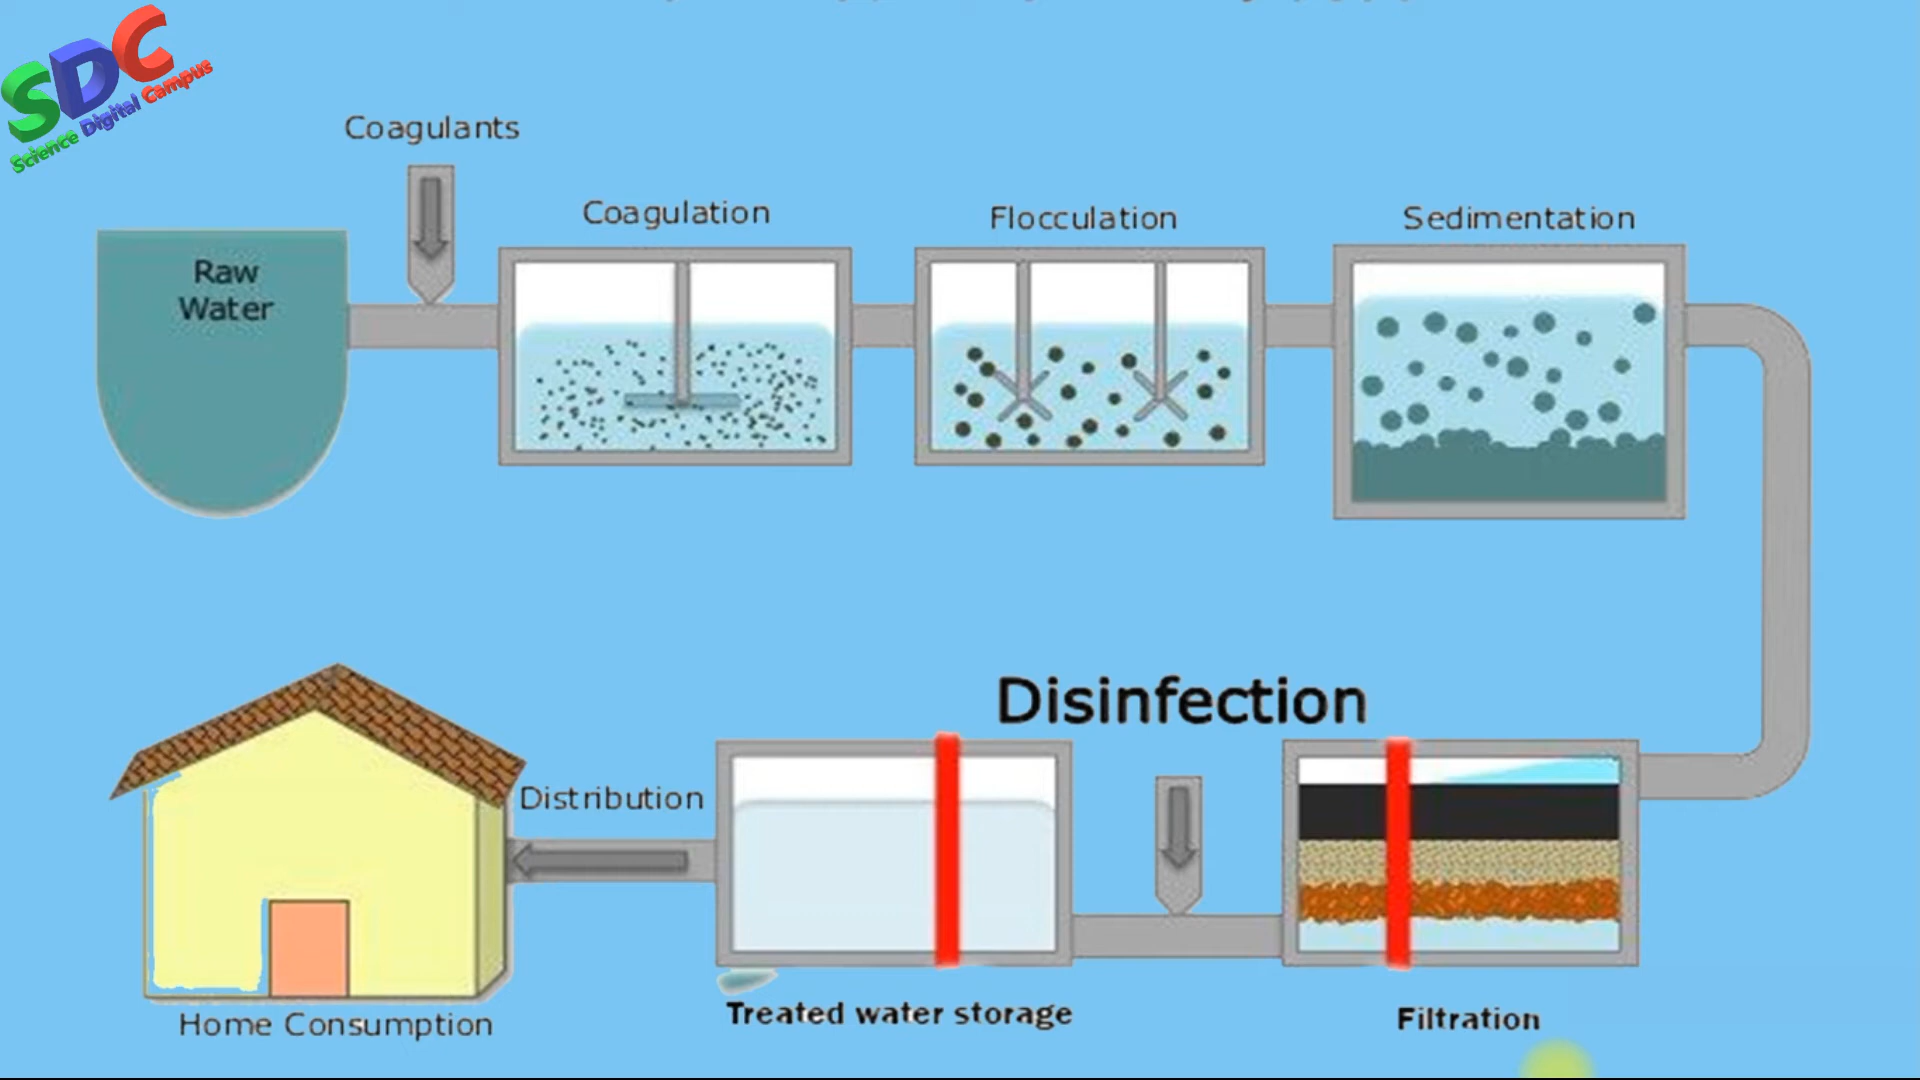 SDC
Science Digital Campus
Coagulants
Coagulation
Flocculation
Sedimentation
Raw
Water
Disinfection
Distribution
Treated water storage
Filtration
Home Consumption